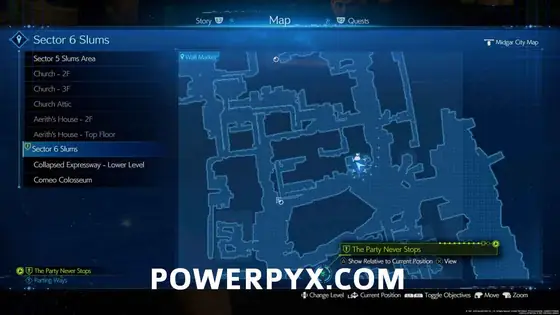 Story Map Quests
Sector 6 Slums
Midgar City Map
Sector 5 Slums Area
Church - 2F
Church - 3F
Church Attic
Aerith's House - 2F
Aerith's House - Top Floor
Sector 6 Slums
Collapsed Expressway - Lower Level
Corneo Colosseum
Wall Market
The Party Never Stops
Show Relative to Current Position View
The Party Never Stops
Parting Ways
POWERPYX.COM
Change Level Current Position Toggle Objectives Move Zoom